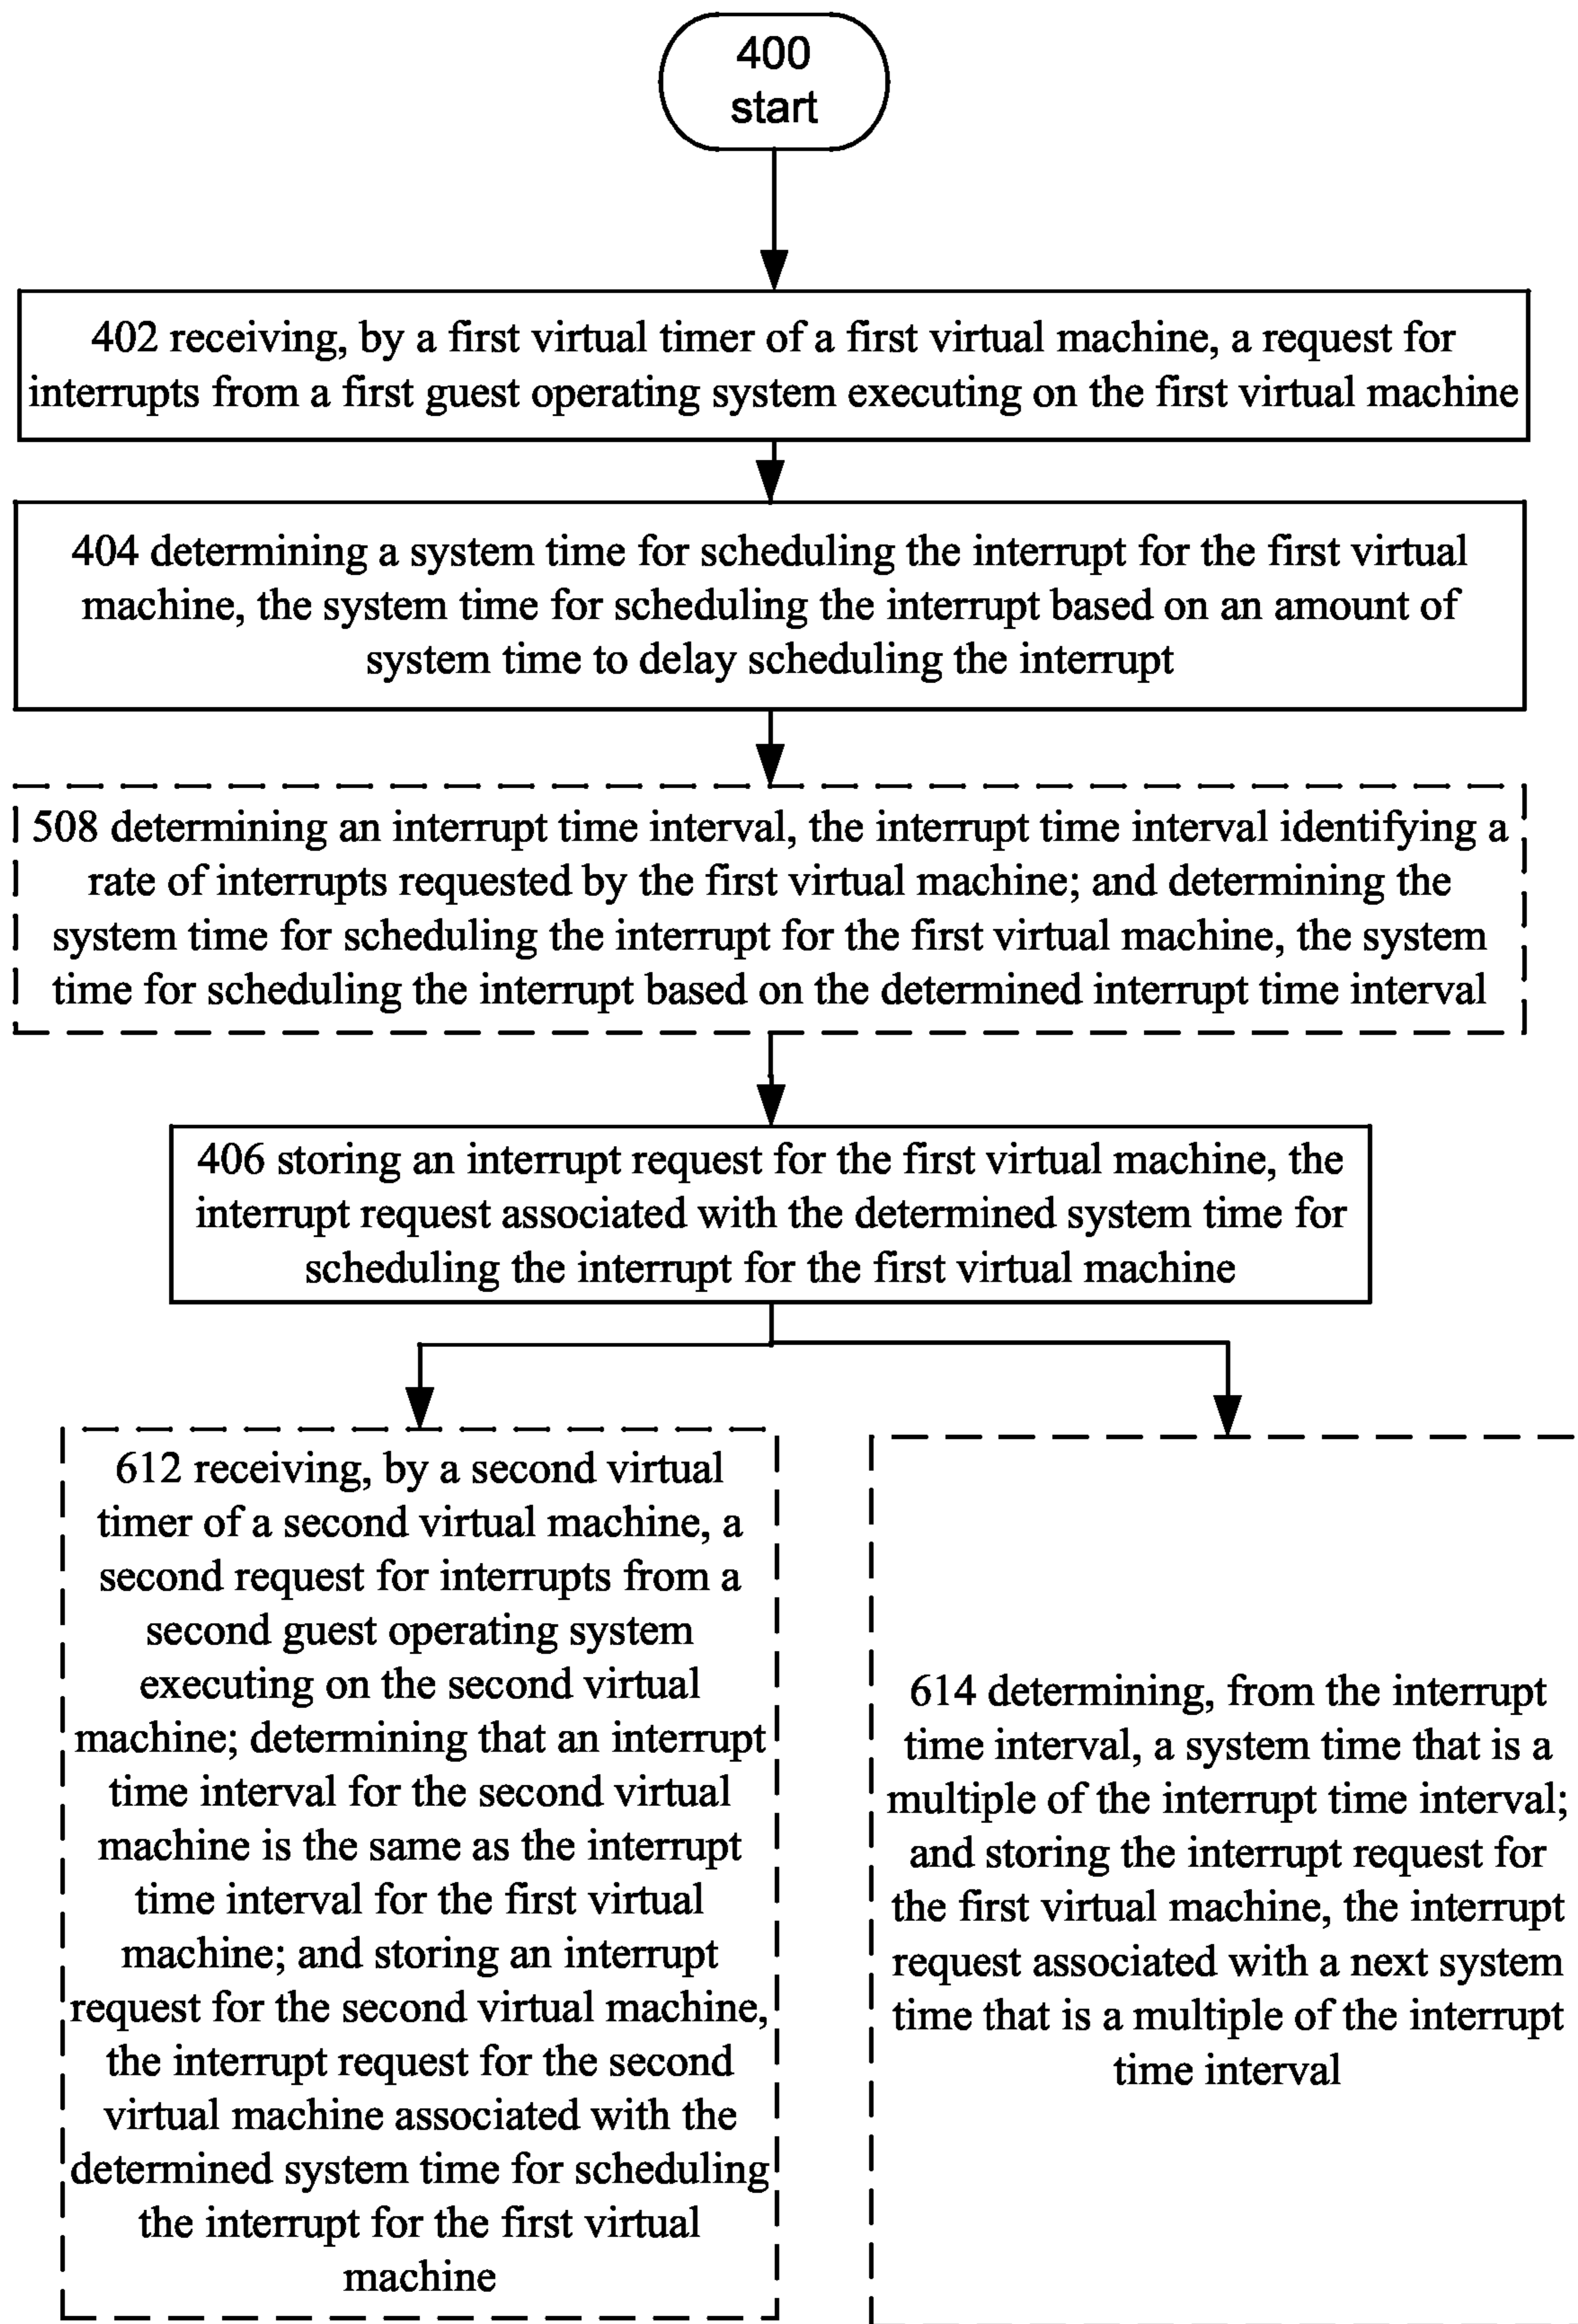 400
start
402 receiving, by a first virtual timer of a first virtual machine, a request for
interrupts from a first guest operating system executing on the first virtual machine
404 determining a system time for scheduling the interrupt for the first virtual
machine, the system time for scheduling the interrupt based on an amount of
system time to delay scheduling the interrupt
508 determining an interrupt time interval, the interrupt time interval identifying a
rate of interrupts requested by the first virtual machine; and determining the
system time for scheduling the interrupt for the first virtual machine, the system
time for scheduling the interrupt based on the determined interrupt time interval
406 storing an interrupt request for the first virtual machine, the
interrupt request associated with the determined system time for
scheduling the interrupt for the first virtual machine
612 receiving, by a second virtual
timer of a second virtual machine, a
second request for interrupts from a
second guest operating system
executing on the second virtual
machine; determining that an interrupt
time interval for the second virtual
machine is the same as the interrupt
time interval for the first virtual
machine; and storing an interrupt
request for the second virtual machine,
the interrupt request for the second
virtual machine associated with the
determined system time for scheduling
the interrupt for the first virtual
machine
614 determining, from the interrupt
time interval, a system time that is a
multiple of the interrupt time interval;
and storing the interrupt request for
the first virtual machine, the interrupt
request associated with a next system
time that is a multiple of the interrupt
time interval